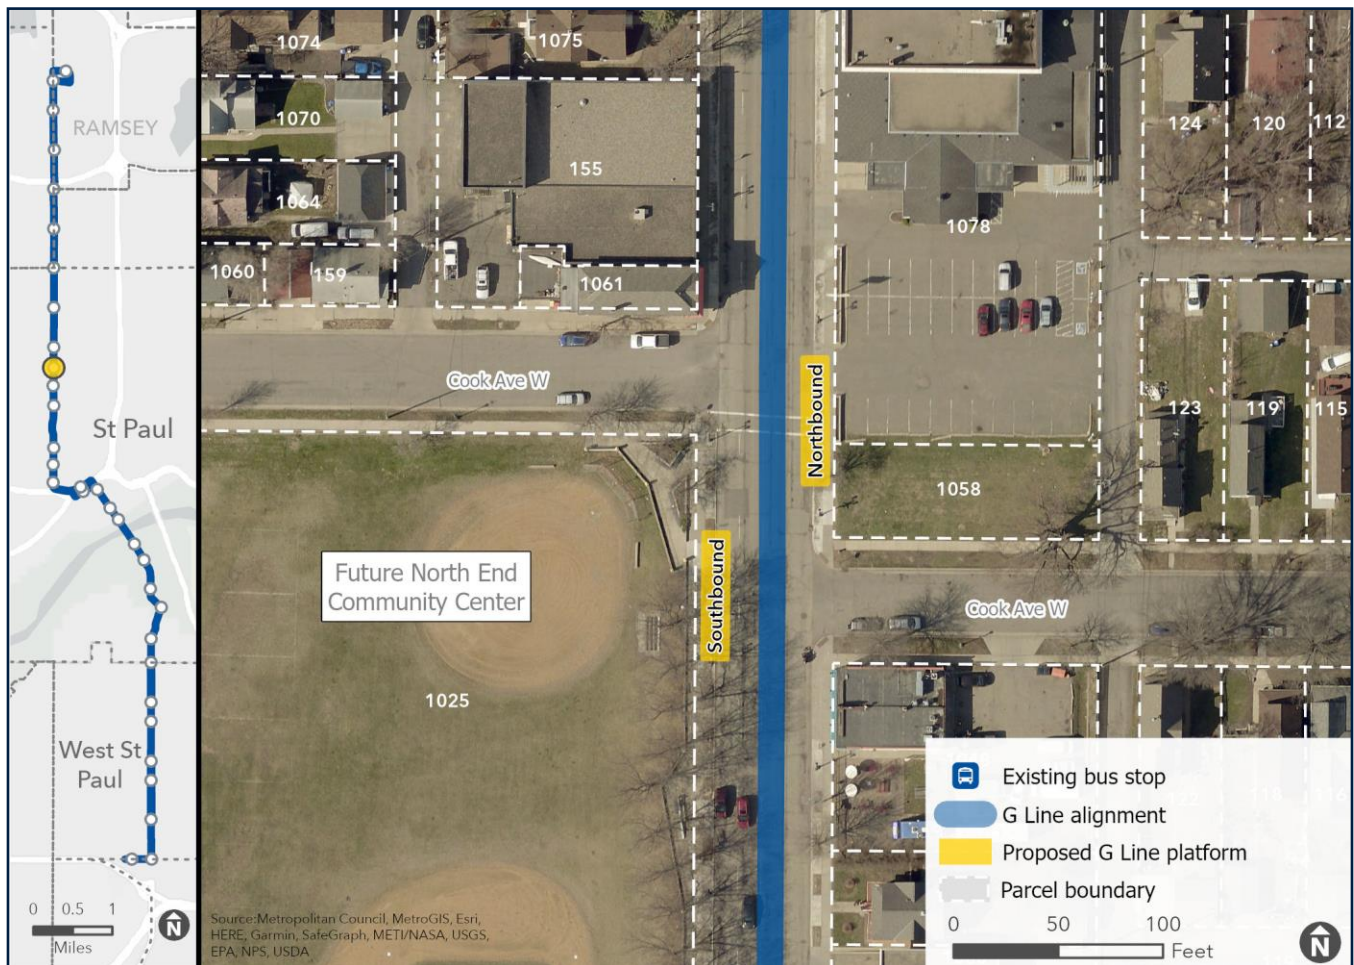 RAMSEY
St Paul
West St
Paul
0 0.5 1
Miles
N
1074
1075
1070
155
1064
1060
159
1061
124
120
112
1078
Cook Ave W
Northbound
123
119
115
1058
Future North End
Community Center
Southbound
Cook Ave W
1025
Existing bus stop
G Line alignment
Proposed G Line platform
Parcel boundary
0 50 100
Feet
N
122
118
116
Source:Metropolitan Council, MetroGIS, Esri,
HERE, Garmin, SafeGraph, METI/NASA, USGS,
EPA, NPS, USDA